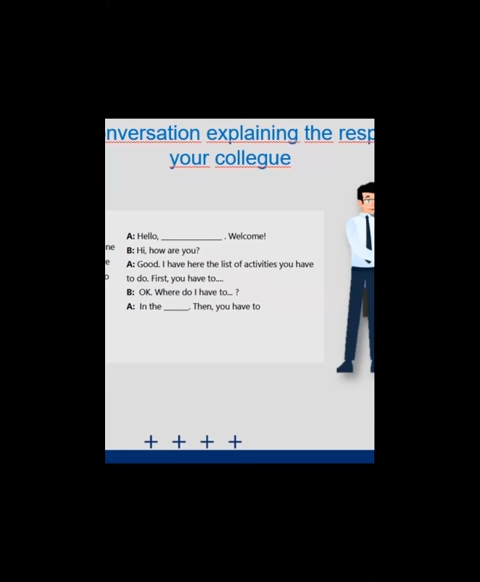 nversation explaining the resp
your collegue
A: Hello, ______________ . Welcome!
B: Hi, how are you?
A: Good. I have here the list of activities you have
to do. First, you have to....
B: OK. Where do I have to... ?
A: In the ______. Then, you have to